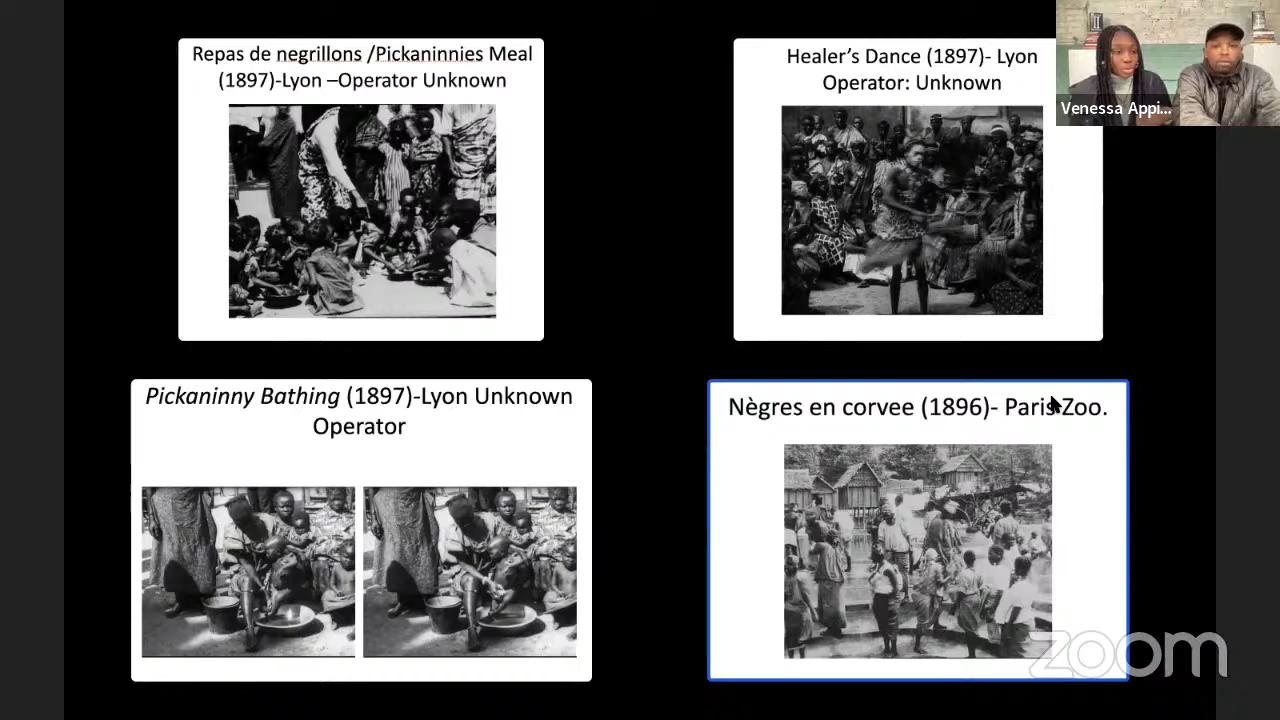 Repas de negrillons /Pickaninnies Meal
(1897)-Lyon –Operator Unknown
Healer’s Dance (1897)- Lyon
Operator: Unknown
Venessa Appi...
Pickaninny Bathing (1897)-Lyon Unknown
Operator
Nègres en corvee (1896)- Paris Zoo.
zoom